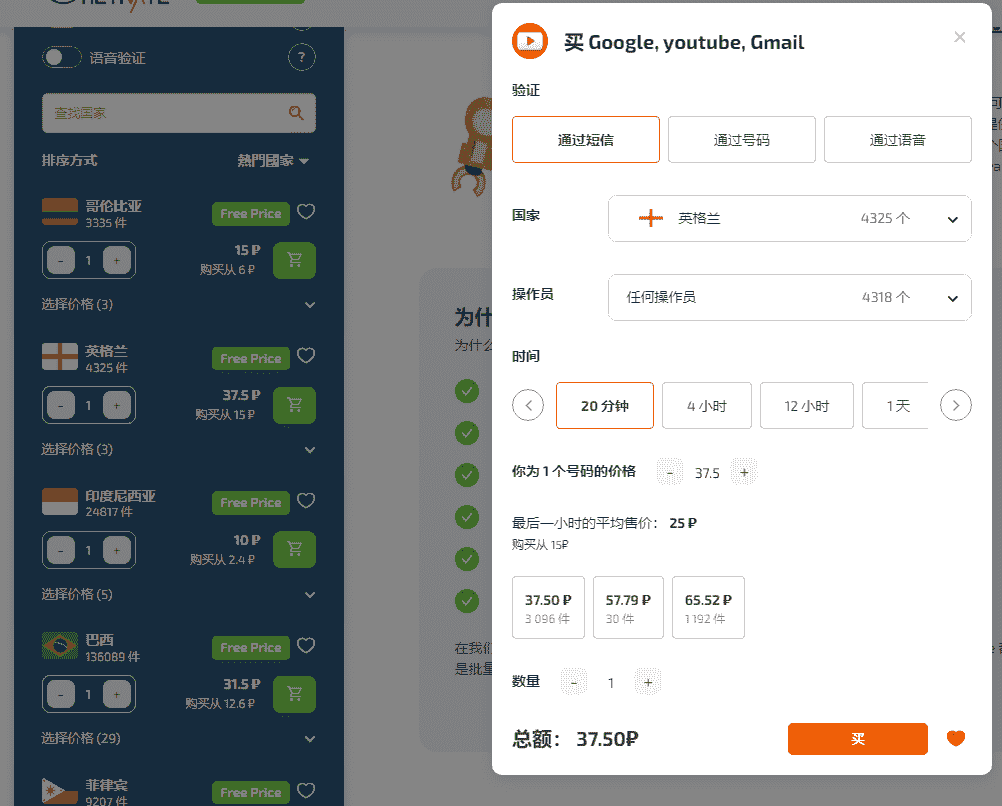 语音验证
?
查找国家
排序方式
熱門國家
哥伦比亚
3335 件
Free Price
- 1 +
15 ₽
购买从 6 ₽
选择价格 (3)
英格兰
4325 件
Free Price
- 1 +
37.5 ₽
购买从 15 ₽
选择价格 (3)
印度尼西亚
24817 件
Free Price
- 1 +
10 ₽
购买从 2.4 ₽
选择价格 (5)
巴西
136089 件
Free Price
- 1 +
31.5 ₽
购买从 12.6 ₽
选择价格 (29)
菲律宾
9207 件
Free Price
为什
为什么
在我们
是批量
买 Google, youtube, Gmail
×
验证
通过短信
通过号码
通过语音
国家
英格兰
4325 个
操作员
任何操作员
4318 个
时间
20 分钟
4 小时
12 小时
1 天
你为 1 个号码的价格
- 37.5 +
最后一小时的平均售价： 25 ₽
购买从 15₽
37.50 ₽
3 096 件
57.79 ₽
30 件
65.52 ₽
1 192 件
数量
- 1 +
总额： 37.50₽
买